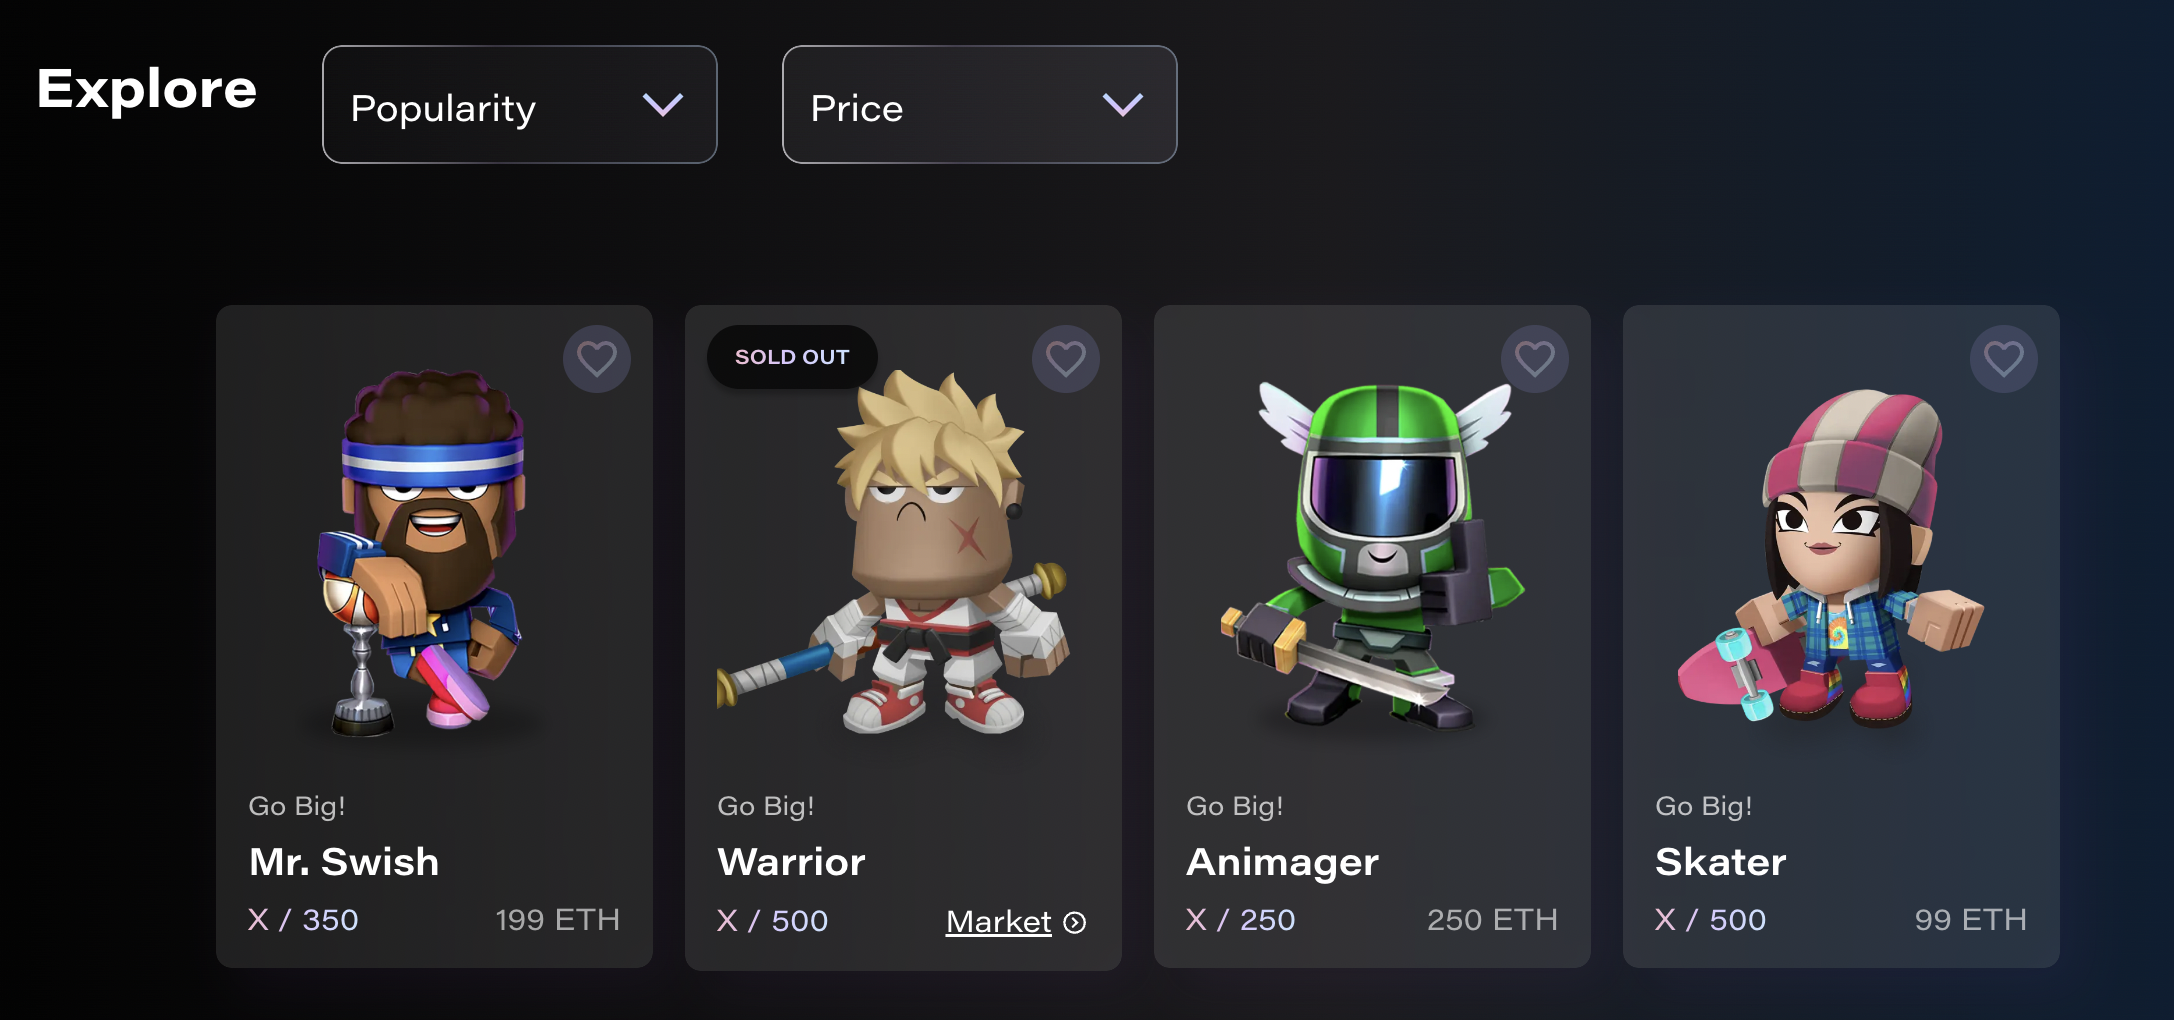 Explore
Popularity
Price
SOLD OUT
Go Big!
Mr. Swish
X / 350
199 ETH
Go Big!
Warrior
X / 500
Market
Go Big!
Animager
X / 250
250 ETH
Go Big!
Skater
X / 500
99 ETH